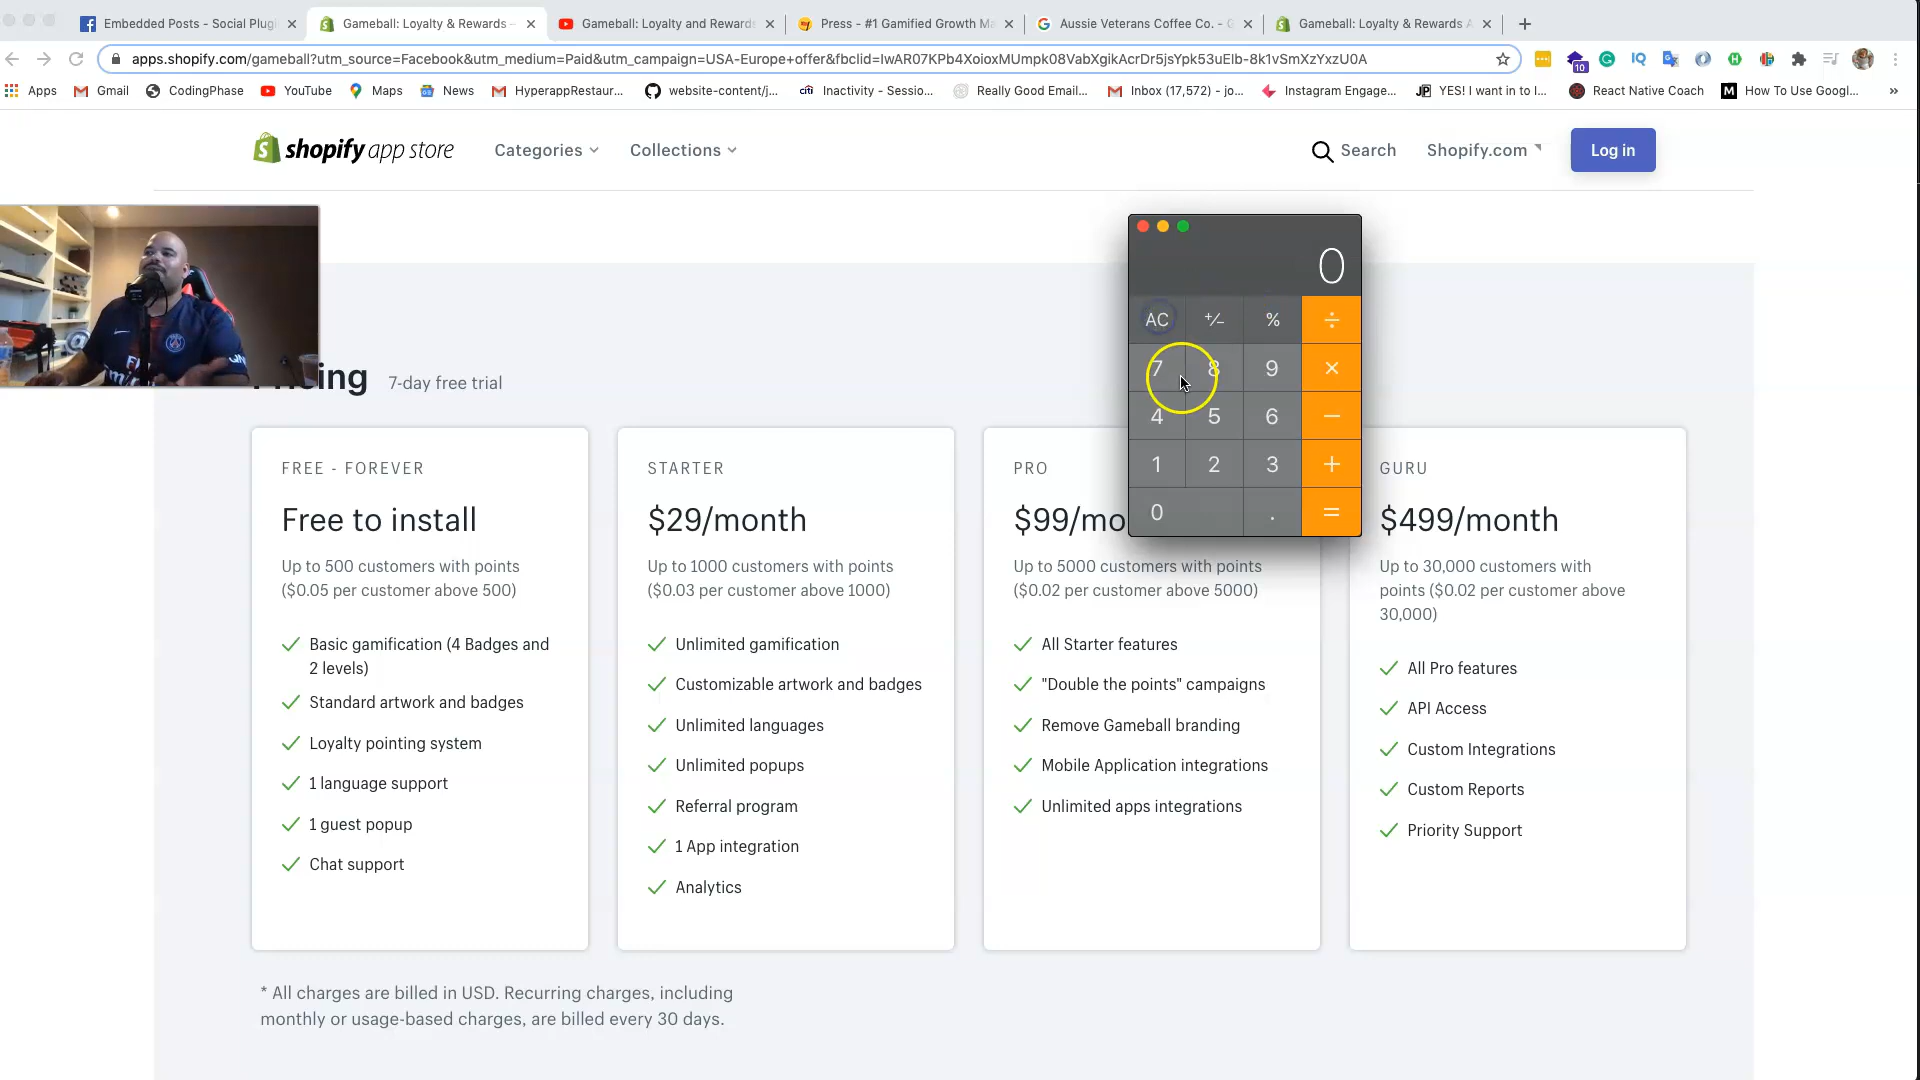 Embedded Posts - Social Plugi
Gameball: Loyalty & Rewards -
Gameball: Loyalty and Rewards
Press - #1 Gamified Growth Ma
Aussie Veterans Coffee Co. - G
Gameball: Loyalty & Rewards A
apps.shopify.com/gameball?utm_source=Facebook&utm_medium=Paid&utm_campaign=USA-Europe+offer&fbclid=IwAR07KPb4XoioxMUmpk08VabXgikAcrDr5jsYpk53uElb-8k1vSmXzYxzU0A
10
Apps
Gmail
CodingPhase
YouTube
Maps
News
HyperappRestaur...
website-content/j...
citi Inactivity - Sessio...
Really Good Email...
Inbox (17,572) - jo...
Instagram Engage...
JP YES! I want in to I...
React Native Coach
M How To Use Googl...
»
shopify app store
Categories
Collections
Search
Shopify.com
Log in
0
AC +/- % ÷
7 8 9 ×
4 5 6 −
1 2 3 +
0 . =
ing 7-day free trial
FREE - FOREVER
Free to install
Up to 500 customers with points
($0.05 per customer above 500)
Basic gamification (4 Badges and
2 levels)
Standard artwork and badges
Loyalty pointing system
1 language support
1 guest popup
Chat support
STARTER
$29/month
Up to 1000 customers with points
($0.03 per customer above 1000)
Unlimited gamification
Customizable artwork and badges
Unlimited languages
Unlimited popups
Referral program
1 App integration
Analytics
PRO
$99/mo
Up to 5000 customers with points
($0.02 per customer above 5000)
All Starter features
"Double the points" campaigns
Remove Gameball branding
Mobile Application integrations
Unlimited apps integrations
GURU
$499/month
Up to 30,000 customers with
points ($0.02 per customer above
30,000)
All Pro features
API Access
Custom Integrations
Custom Reports
Priority Support
* All charges are billed in USD. Recurring charges, including
monthly or usage-based charges, are billed every 30 days.